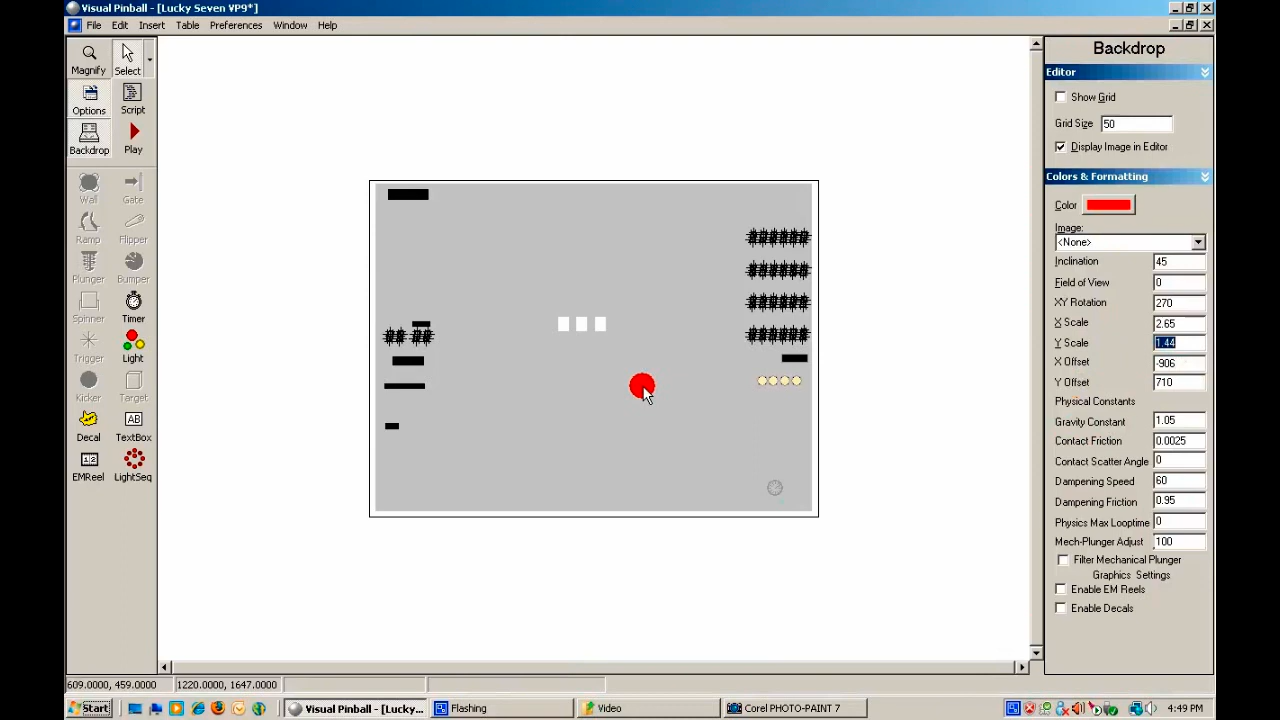 Visual Pinball - [Lucky Seven VP9*]
File Edit Insert Table Preferences Window Help
Magnify Select
Options Script
Backdrop Play
Wall Gate
Ramp Flipper
Plunger Bumper
Spinner Timer
Trigger Light
Kicker Target
Decal TextBox
EMReel LightSeq
######
######
######
######
## ##
Backdrop
Editor
Show Grid
Grid Size 50
Display Image in Editor
Colors & Formatting
Color
Image:
<None>
Inclination 45
Field of View 0
XY Rotation 270
X Scale 2.65
Y Scale 1.44
X Offset -906
Y Offset 710
Physical Constants
Gravity Constant 1.05
Contact Friction 0.0025
Contact Scatter Angle 0
Dampening Speed 60
Dampening Friction 0.95
Physics Max Looptime 0
Mech-Plunger Adjust 100
Filter Mechanical Plunger
Graphics Settings
Enable EM Reels
Enable Decals
609.0000, 459.0000 1220.0000, 1647.0000
Start Visual Pinball - [Lucky... Flashing Video Corel PHOTO-PAINT 7 4:49 PM